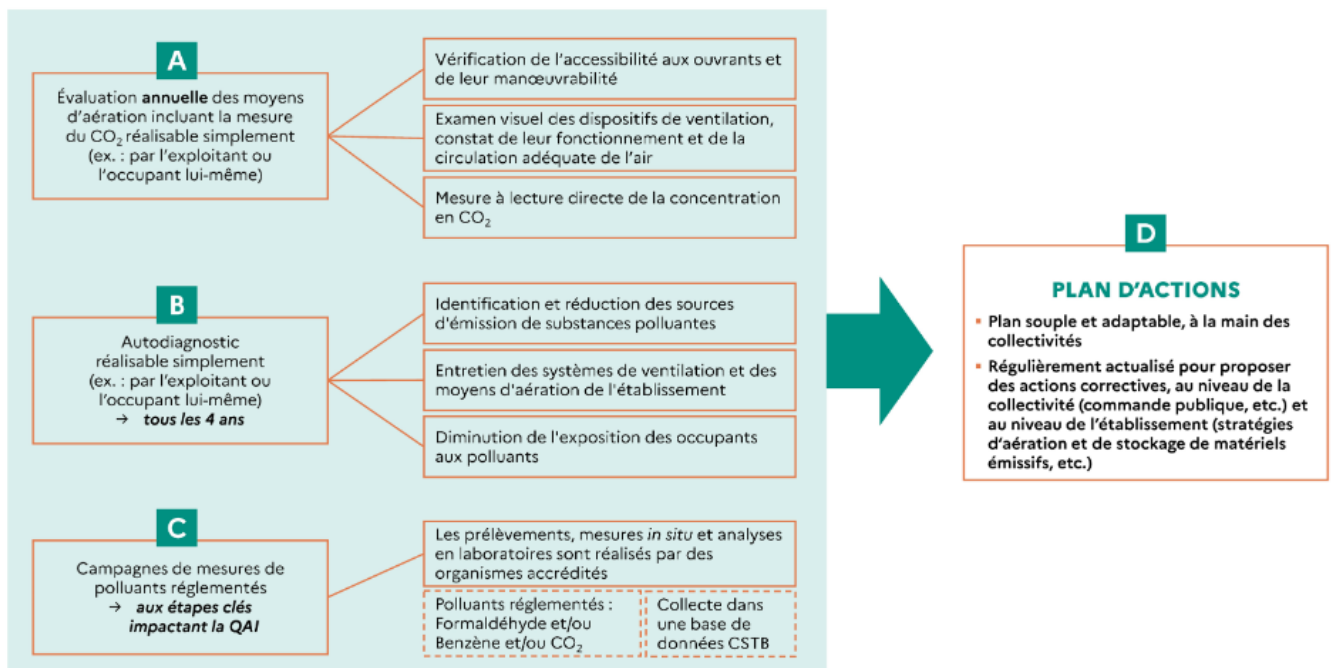 A
Évaluation annuelle des moyens
d'aération incluant la mesure
du CO₂ réalisable simplement
(ex. : par l'exploitant ou
l'occupant lui-même)
Vérification de l'accessibilité aux ouvrants et
de leur manœuvrabilité
Examen visuel des dispositifs de ventilation,
constat de leur fonctionnement et de la
circulation adéquate de l'air
Mesure à lecture directe de la concentration
en CO₂
B
Autodiagnostic
réalisable simplement
(ex. : par l'exploitant ou
l'occupant lui-même)
→ tous les 4 ans
Identification et réduction des sources
d'émission de substances polluantes
Entretien des systèmes de ventilation et des
moyens d'aération de l'établissement
Diminution de l'exposition des occupants
aux polluants
C
Campagnes de mesures de
polluants réglementés
→ aux étapes clés
impactant la QAI
Les prélèvements, mesures in situ et analyses
en laboratoires sont réalisés par des
organismes accrédités
Polluants réglementés :
Formaldéhyde et/ou
Benzène et/ou CO₂
Collecte dans
une base de
données CSTB
D
PLAN D'ACTIONS
▪ Plan souple et adaptable, à la main des
collectivités
▪ Régulièrement actualisé pour proposer
des actions correctives, au niveau de la
collectivité (commande publique, etc.) et
au niveau de l'établissement (stratégies
d'aération et de stockage de matériels
émissifs, etc.)